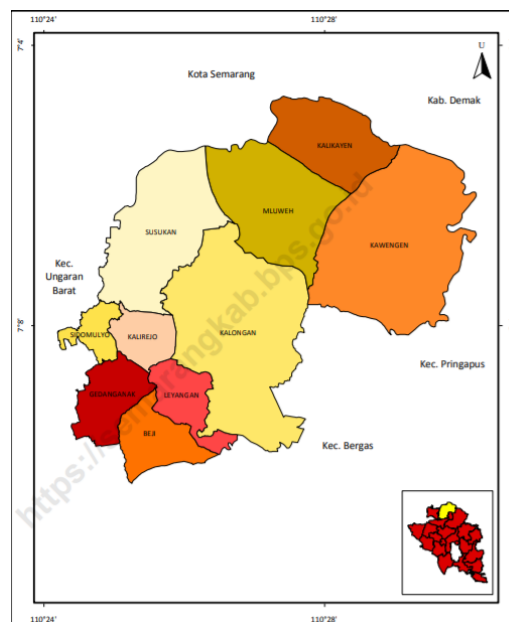 110°24'
110°28'
7°4'
U
Kota Semarang
Kab. Demak
KALIKAYEN
MLUWEH
SUSUKAN
KAWENGEN
Kec.
Ungaran
Barat
7°8'
SIDOMULYO
KALIREJO
KALONGAN
Kec. Pringapus
GEDANGANAK
LEYANGAN
BEJI
Kec. Bergas
https://semarangkab.bps.go.id
110°24'
110°28'